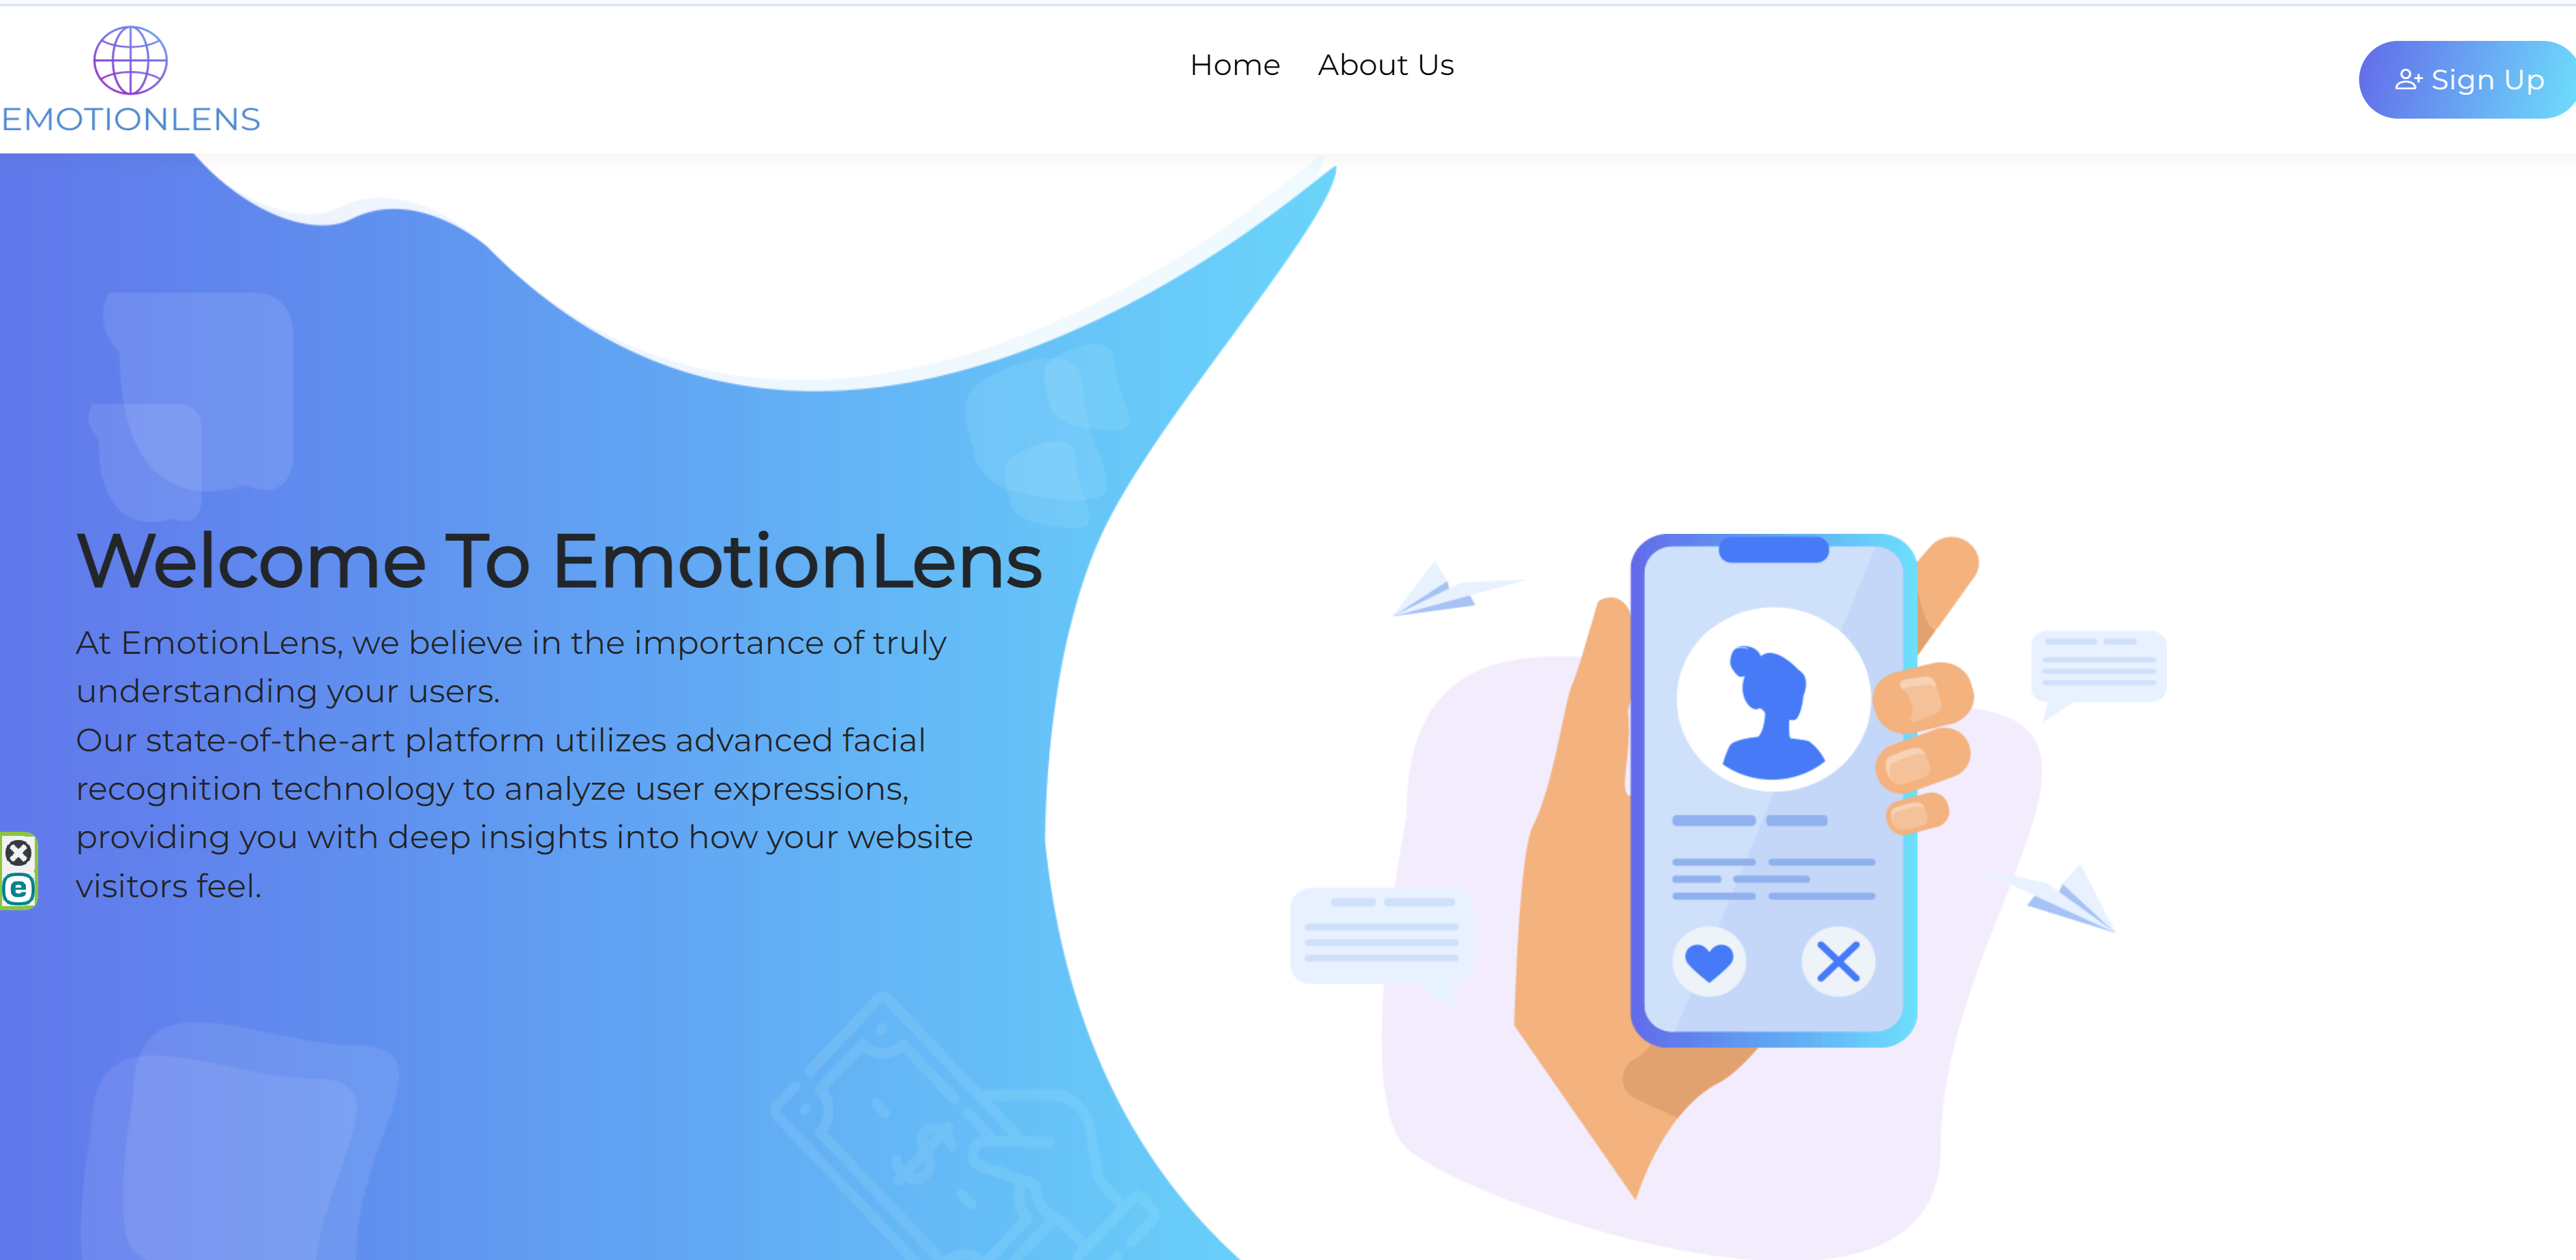 EMOTIONLENS
Home About Us
Sign Up
Welcome To EmotionLens
At EmotionLens, we believe in the importance of truly
understanding your users.
Our state-of-the-art platform utilizes advanced facial
recognition technology to analyze user expressions,
providing you with deep insights into how your website
visitors feel.
e
$